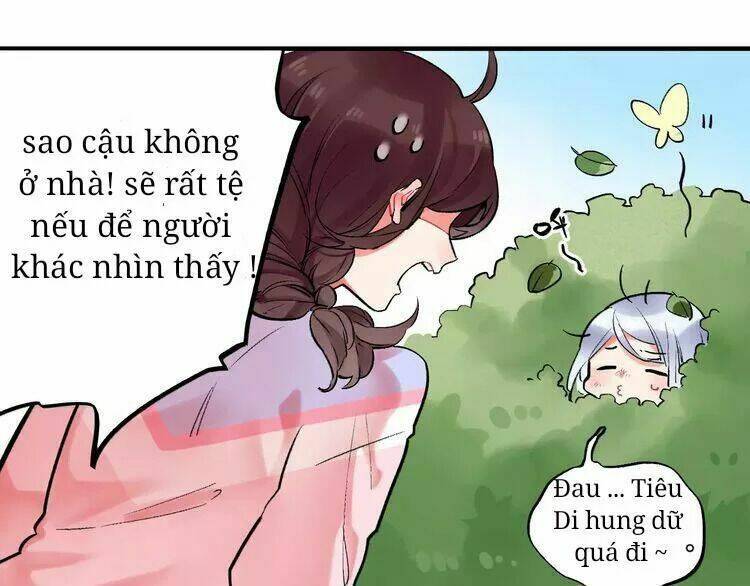 sao cậu không
ở nhà! sẽ rất tệ
nếu để người
khác nhìn thấy !
Đau ... Tiêu
Di hung dữ
quá đi ~